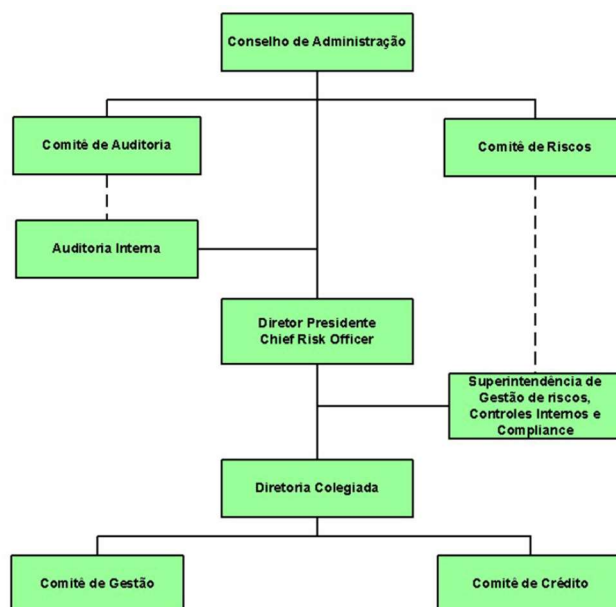 Conselho de Administração
Comitê de Auditoria
Comitê de Riscos
Auditoria Interna
Diretor Presidente
Chief Risk Officer
Superintendência de
Gestão de riscos,
Controles Internos e
Compliance
Diretoria Colegiada
Comitê de Gestão
Comitê de Crédito